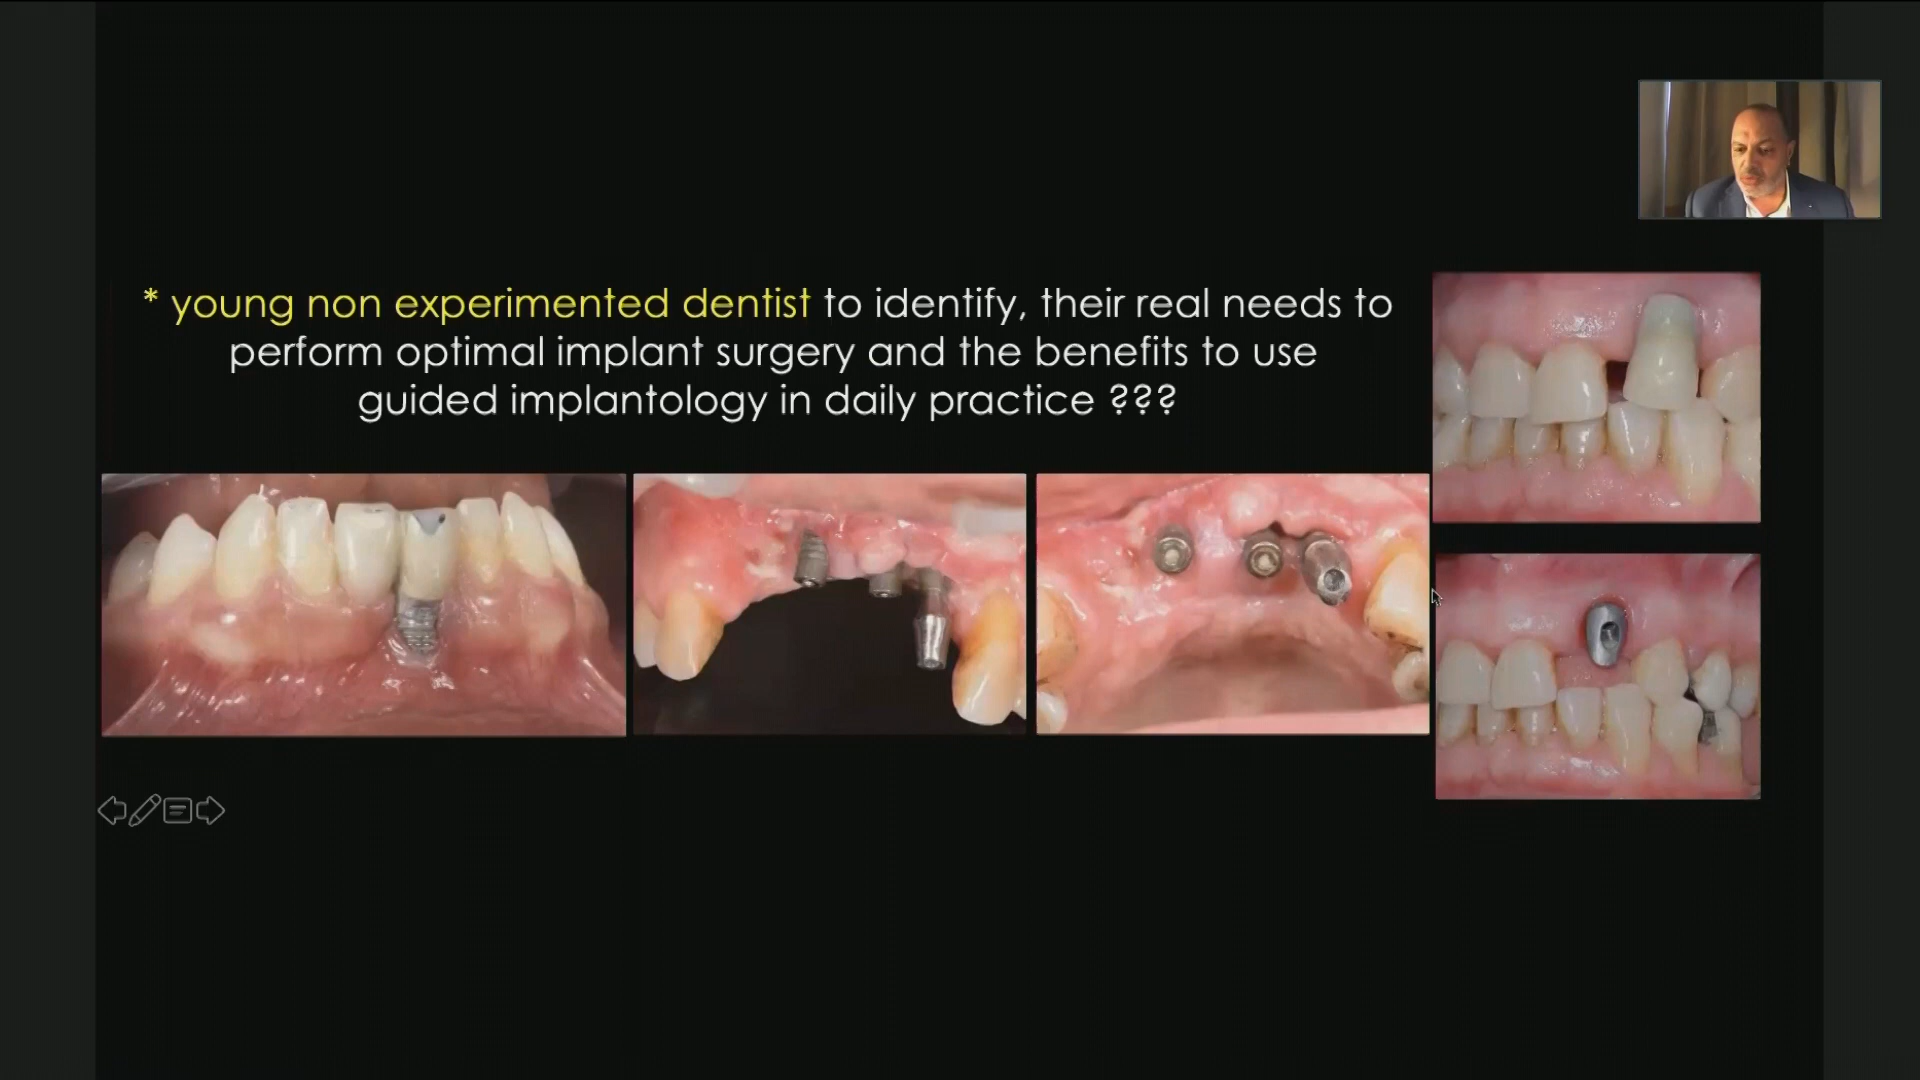 * young non experimented dentist to identify, their real needs to
perform optimal implant surgery and the benefits to use
guided implantology in daily practice ???